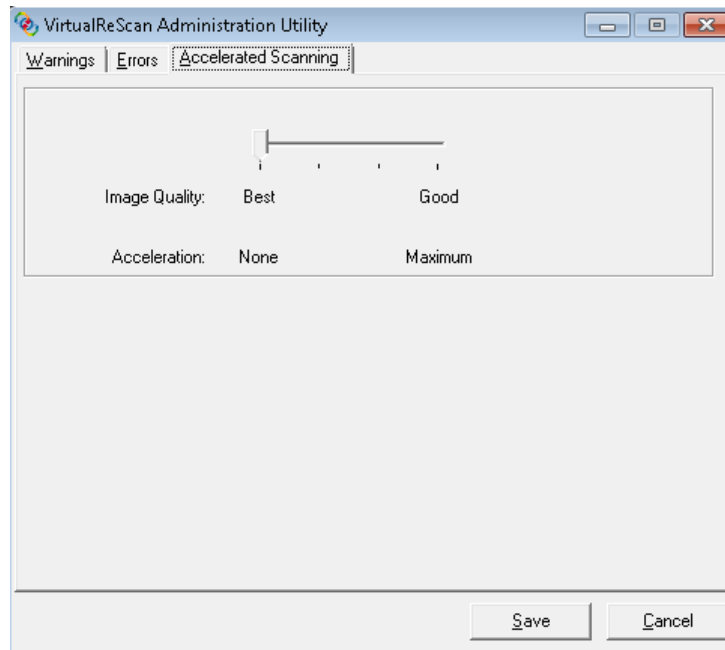 VirtualReScan Administration Utility
Warnings Errors Accelerated Scanning
Image Quality: Best Good
Acceleration: None Maximum
Save Cancel